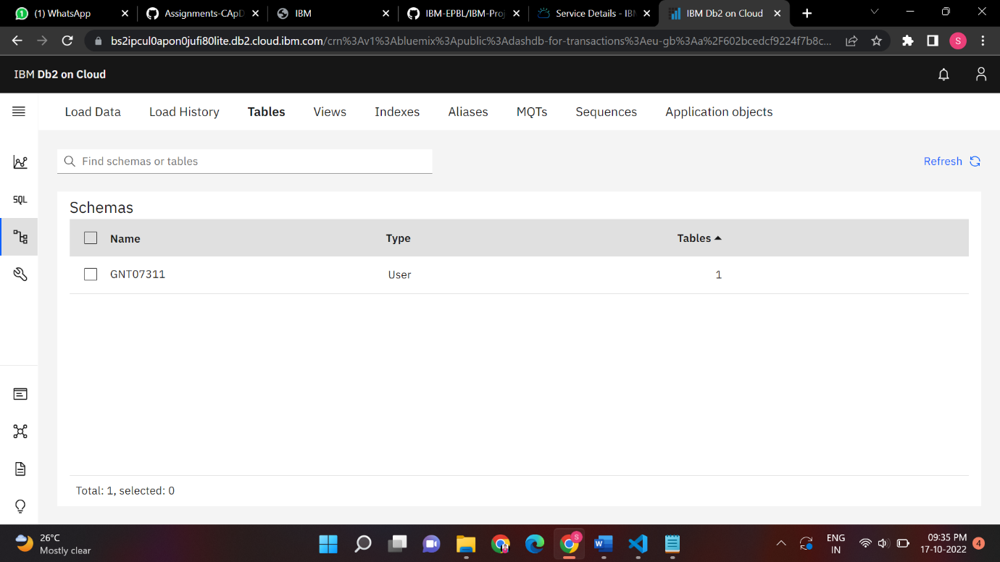 (1) WhatsApp
Assignments-CApD
IBM
IBM-EPBL/IBM-Proj
Service Details - IBM
IBM Db2 on Cloud
bs2ipcul0apon0jufi80lite.db2.cloud.ibm.com/crn%3Av1%3Abluemix%3Apublic%3Adashdb-for-transactions%3Aeu-gb%3Aa%2F602bcedcf9224f7b8c...
S
IBM Db2 on Cloud
Load Data
Load History
Tables
Views
Indexes
Aliases
MQTs
Sequences
Application objects
SQL
Find schemas or tables
Refresh
Schemas
Name Type Tables
GNT07311 User 1
Total: 1, selected: 0
26°C
Mostly clear
S
ENG
IN
09:35 PM
17-10-2022
4